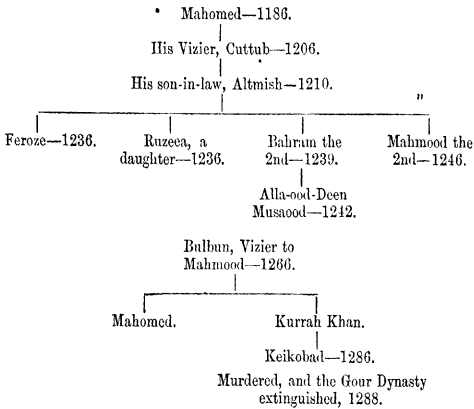 Mahomed—1186.
His Vizier, Cuttub—1206.
His son-in-law, Altmish—1210.
Feroze—1236. Ruzeea, a Bahram the Mahmood the
daughter—1236. 2nd—1239. 2nd—1246.
Alla-ood-Deen
Musaood—1242.
Bulbun, Vizier to
Mahmood—1266.
Mahomed. Kurrah Khan.
Keikobad—1286.
Murdered, and the Gour Dynasty
extinguished, 1288.